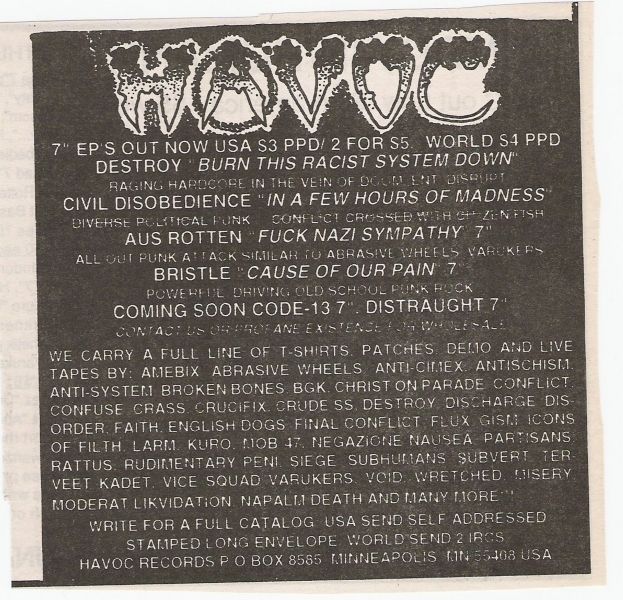 HAVOC
7" EP'S OUT NOW USA $3 PPD/ 2 FOR $5. WORLD $4 PPD
DESTROY "BURN THIS RACIST SYSTEM DOWN"
RAGING HARDCORE IN THE VEIN OF DOOM, ENT, DISRUPT
CIVIL DISOBEDIENCE "IN A FEW HOURS OF MADNESS"
DIVERSE POLITICAL PUNK CONFLICT CROSSED WITH CITIZEN FISH
AUS ROTTEN "FUCK NAZI SYMPATHY" 7"
ALL OUT PUNK ATTACK SIMILAR TO ABRASIVE WHEELS, VARUKERS
BRISTLE "CAUSE OF OUR PAIN" 7"
POWERFUL DRIVING OLD SCHOOL PUNK ROCK
COMING SOON CODE-13 7", DISTRAUGHT 7"
CONTACT US OR PROFANE EXISTENCE FOR WHOLESALE
WE CARRY A FULL LINE OF T-SHIRTS, PATCHES, DEMO AND LIVE
TAPES BY: AMEBIX, ABRASIVE WHEELS, ANTI-CIMEX, ANTISCHISM,
ANTI-SYSTEM, BROKEN BONES, BGK, CHRIST ON PARADE, CONFLICT,
CONFUSE, CRASS, CRUCIFIX, CRUDE SS, DESTROY, DISCHARGE, DIS-
ORDER, FAITH, ENGLISH DOGS, FINAL CONFLICT, FLUX, GISM, ICONS
OF FILTH, LARM, KURO, MOB 47, NEGAZIONE, NAUSEA, PARTISANS,
RATTUS, RUDIMENTARY PENI, SIEGE, SUBHUMANS, SUBVERT, TER-
VEET KADET, VICE SQUAD, VARUKERS, VOID, WRETCHED, MISERY,
MODERAT LIKVIDATION, NAPALM DEATH AND MANY MORE!!!
WRITE FOR A FULL CATALOG. USA SEND SELF ADDRESSED
STAMPED LONG ENVELOPE, WORLD SEND 2 IRCS
HAVOC RECORDS P O BOX 8585 MINNEAPOLIS, MN 55408 USA